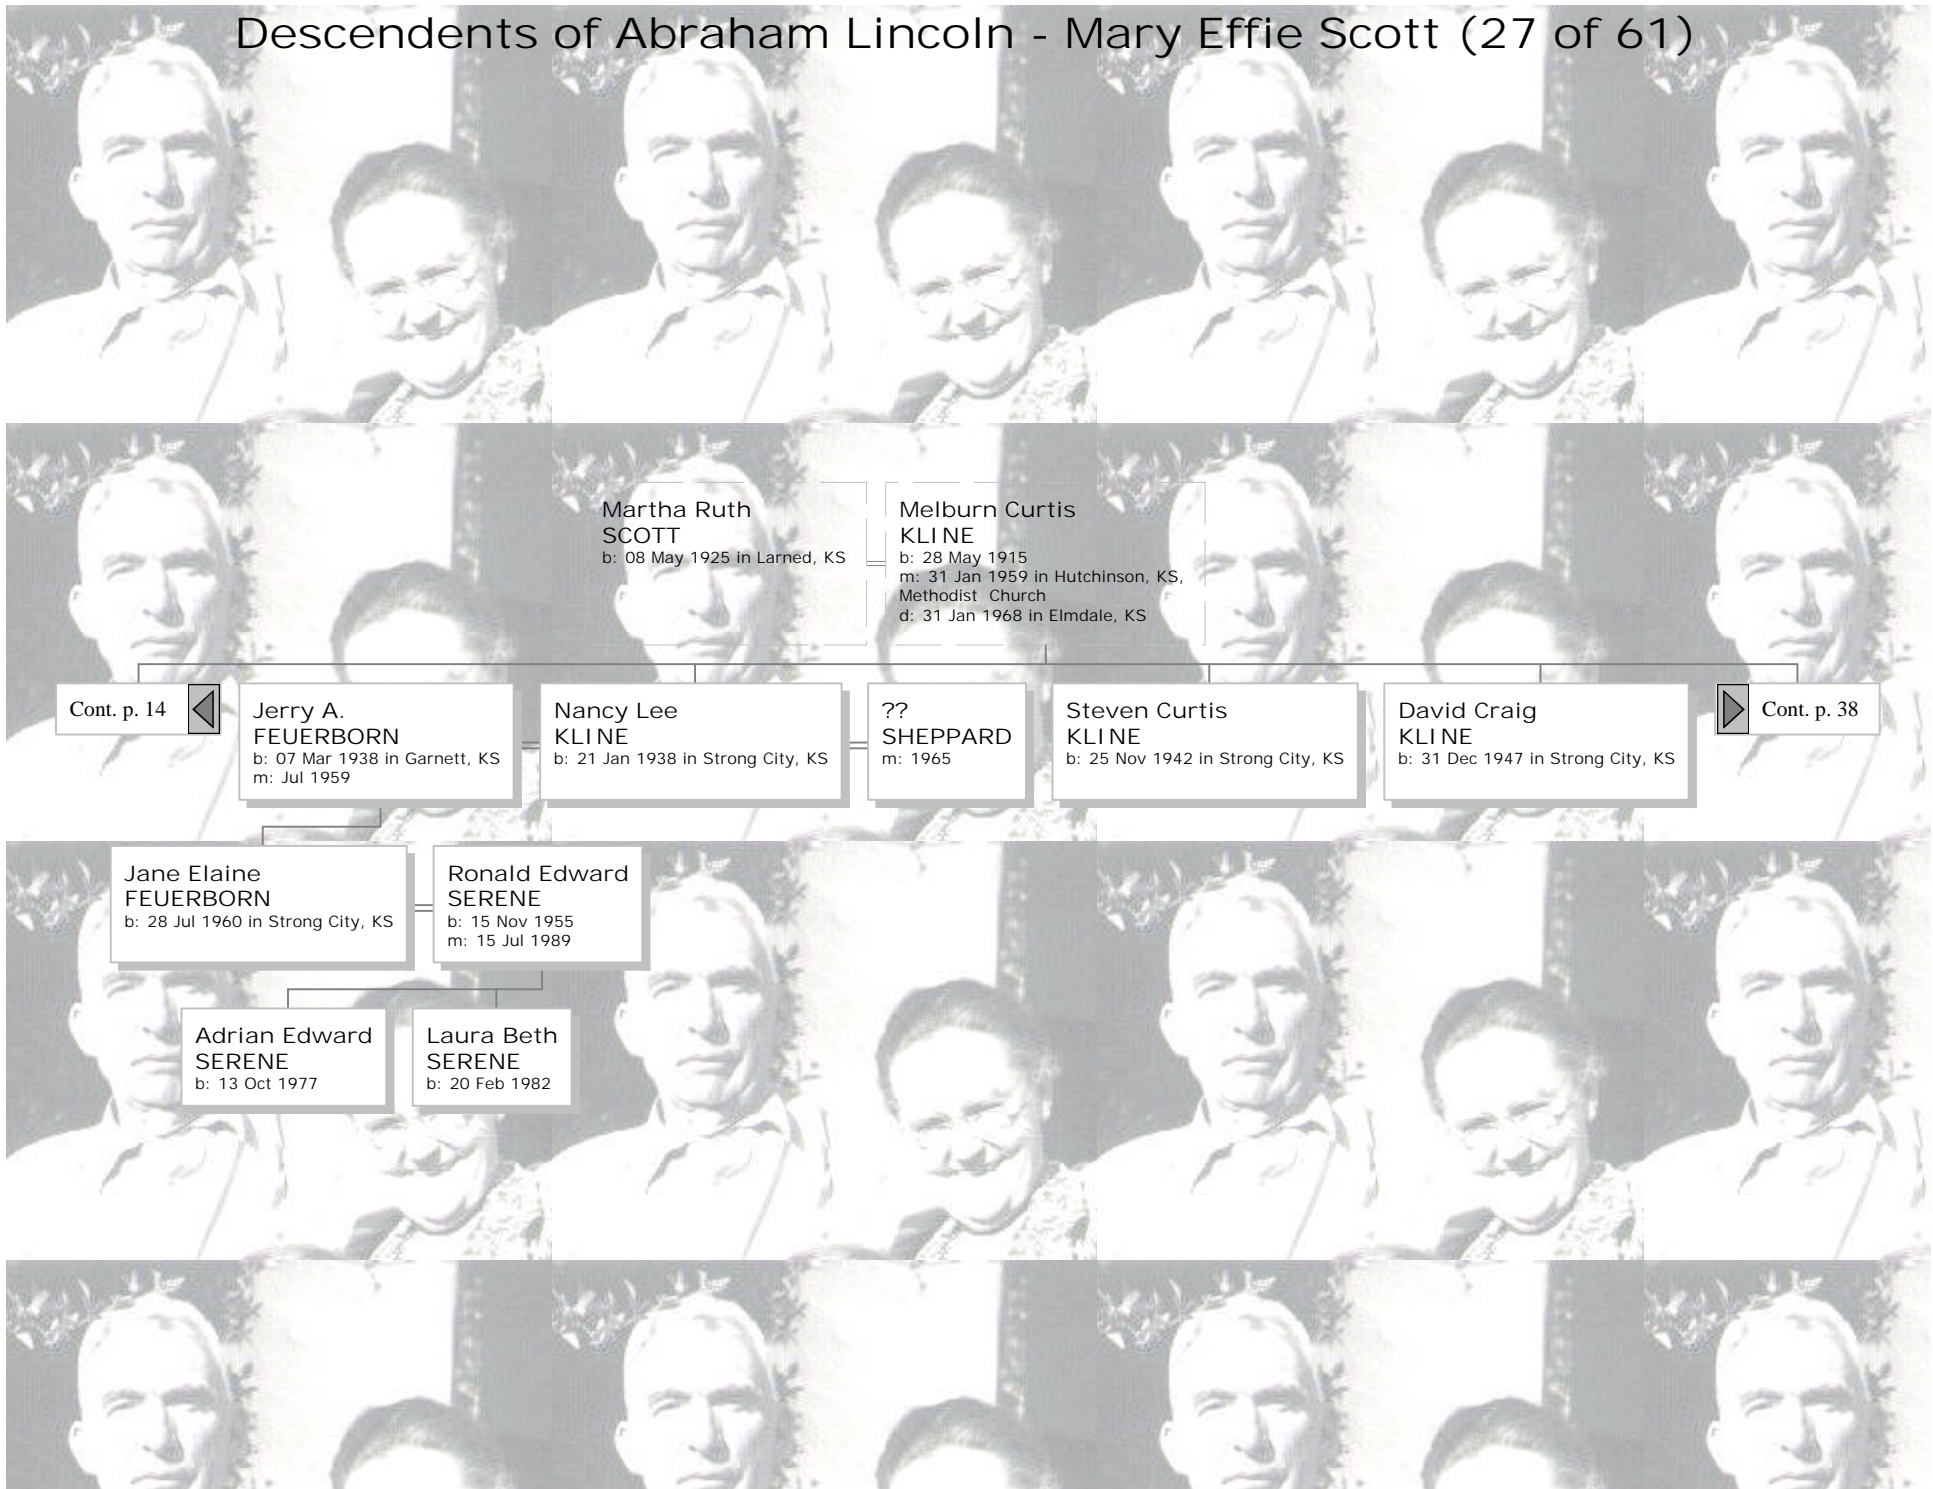 Descendents of Abraham Lincoln - Mary Effie Scott (27 of 61)
Martha Ruth
SCOTT
b: 08 May 1925 in Larned, KS
Melburn Curtis
KLINE
b: 28 May 1915
m: 31 Jan 1959 in Hutchinson, KS,
Methodist Church
d: 31 Jan 1968 in Elmdale, KS
Cont. p. 14
Jerry A.
FEUERBORN
b: 07 Mar 1938 in Garnett, KS
m: Jul 1959
Nancy Lee
KLINE
b: 21 Jan 1938 in Strong City, KS
??
SHEPPARD
m: 1965
Steven Curtis
KLINE
b: 25 Nov 1942 in Strong City, KS
David Craig
KLINE
b: 31 Dec 1947 in Strong City, KS
Cont. p. 38
Jane Elaine
FEUERBORN
b: 28 Jul 1960 in Strong City, KS
Ronald Edward
SERENE
b: 15 Nov 1955
m: 15 Jul 1989
Adrian Edward
SERENE
b: 13 Oct 1977
Laura Beth
SERENE
b: 20 Feb 1982